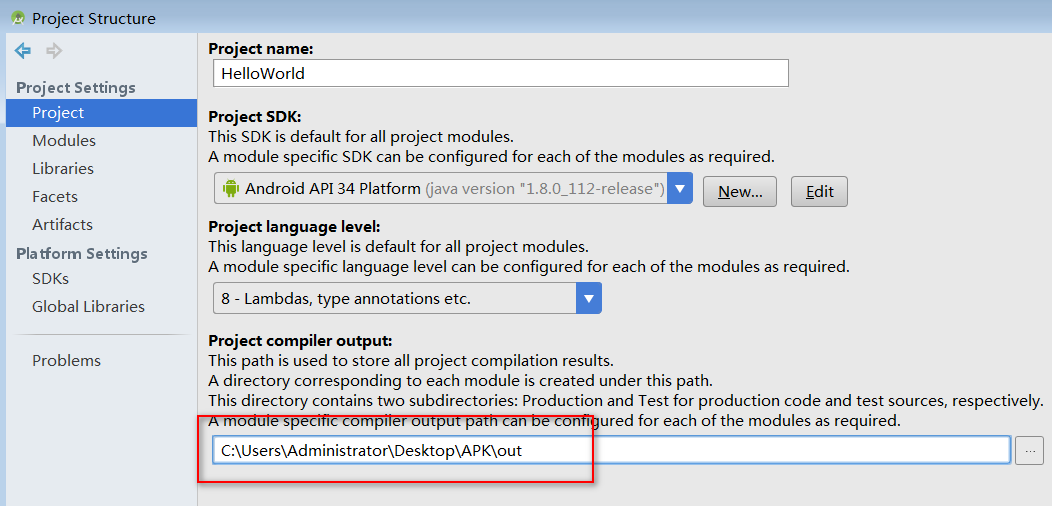 Project Structure
Project Settings
Project
Modules
Libraries
Facets
Artifacts
Platform Settings
SDKs
Global Libraries
Problems
Project name:
HelloWorld
Project SDK:
This SDK is default for all project modules.
A module specific SDK can be configured for each of the modules as required.
Android API 34 Platform (java version "1.8.0_112-release") New... Edit
Project language level:
This language level is default for all project modules.
A module specific language level can be configured for each of the modules as required.
8 - Lambdas, type annotations etc.
Project compiler output:
This path is used to store all project compilation results.
A directory corresponding to each module is created under this path.
This directory contains two subdirectories: Production and Test for production code and test sources, respectively.
A module specific compiler output path can be configured for each of the modules as required.
C:\Users\Administrator\Desktop\APK\out ...